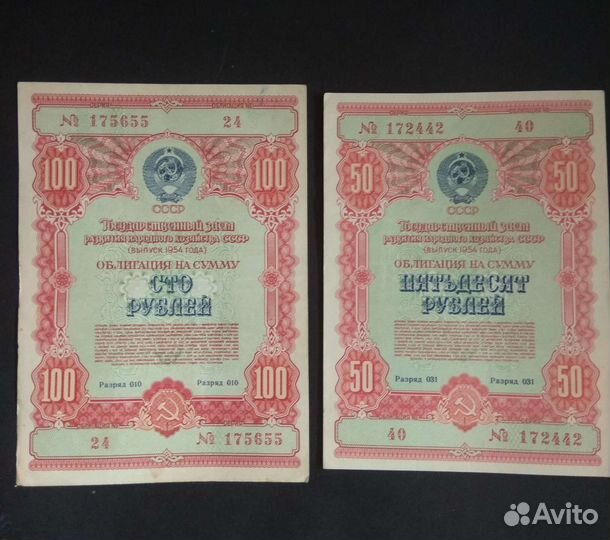 № 175655 24
100 100
СССР
Государственный заем
развития народного хозяйства СССР
(ВЫПУСК 1954 ГОДА)
ОБЛИГАЦИЯ НА СУММУ
СТО
РУБЛЕЙ
Разряд 010 Разряд 010
100 100
24 № 175655
№ 172442 40
50 50
СССР
Государственный заем
развития народного хозяйства СССР
(ВЫПУСК 1954 ГОДА)
ОБЛИГАЦИЯ НА СУММУ
ПЯТЬДЕСЯТ
РУБЛЕЙ
Разряд 031 Разряд 031
50 50
40 № 172442
Avito